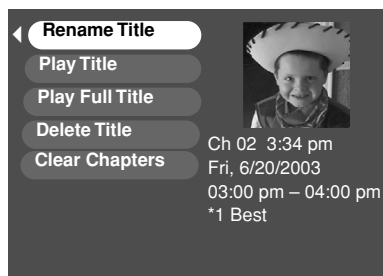 Rename Title
Play Title
Play Full Title
Delete Title
Clear Chapters
Ch 02 3:34 pm
Fri, 6/20/2003
03:00 pm – 04:00 pm
*1 Best